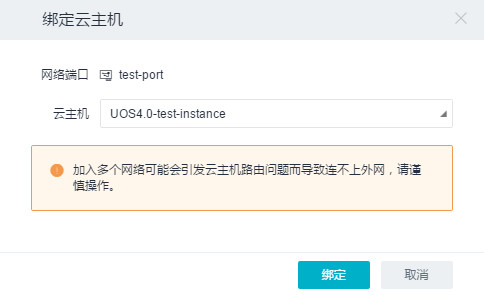 绑定云主机
网络端口 test-port
云主机 UOS4.0-test-instance
加入多个网络可能会引发云主机路由问题而导致连不上外网，请谨
慎操作。
绑定 取消